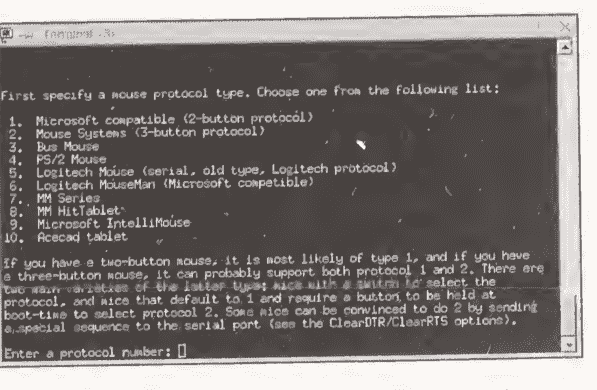 First specify a mouse protocol type. Choose one from the following list:
1. Microsoft compatible (2-button protocol)
2. Mouse Systems (3-button protocol)
3. Bus Mouse
4. PS/2 Mouse
5. Logitech Mouse (serial, old type, Logitech protocol)
6. Logitech MouseMan (Microsoft compatible)
7. MM Series
8. MM HitTablet
9. Microsoft IntelliMouse
10. Acecad tablet
If you have a two-button mouse, it is most likely of type 1, and if you have
a three-button mouse, it can probably support both protocol 1 and 2. There are
two main varieties of the latter type: mice with a switch to select the
protocol, and mice that default to 1 and require a button to be held at
boot-time to select protocol 2. Some mice can be convinced to do 2 by sending
a special sequence to the serial port (see the ClearDTR/ClearRTS options).
Enter a protocol number: